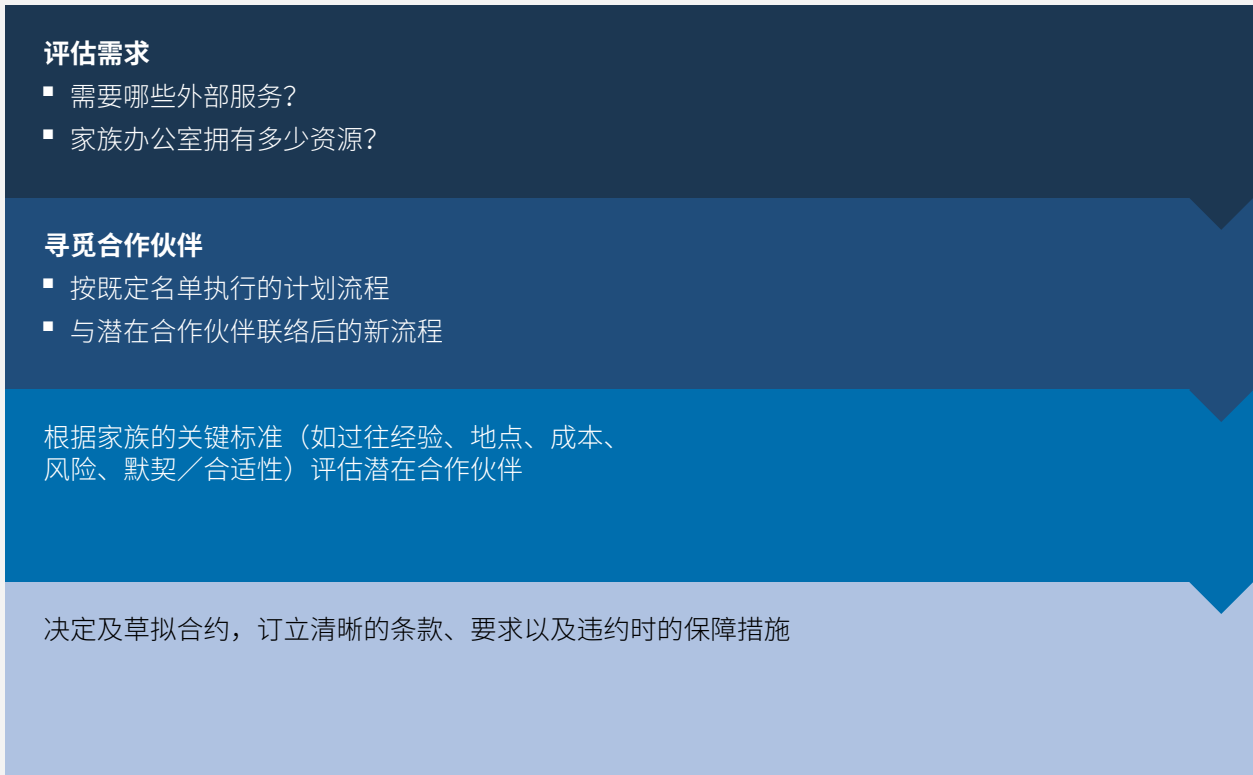 评估需求
▪ 需要哪些外部服务？
▪ 家族办公室拥有多少资源？
寻觅合作伙伴
▪ 按既定名单执行的计划流程
▪ 与潜在合作伙伴联络后的新流程
根据家族的关键标准（如过往经验、地点、成本、
风险、默契／合适性）评估潜在合作伙伴
决定及草拟合约，订立清晰的条款、要求以及违约时的保障措施